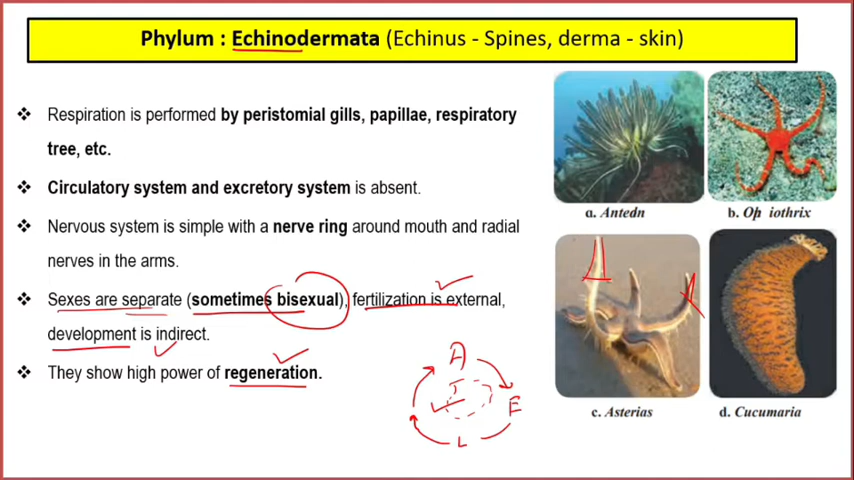 Phylum : Echinodermata (Echinus - Spines, derma - skin)
❖ Respiration is performed by peristomial gills, papillae, respiratory
tree, etc.
❖ Circulatory system and excretory system is absent.
❖ Nervous system is simple with a nerve ring around mouth and radial
nerves in the arms.
❖ Sexes are separate (sometimes bisexual), fertilization is external,
development is indirect.
❖ They show high power of regeneration.
A
I
E
L
a. Antedn
b. Op iothrix
c. Asterias
d. Cucumaria